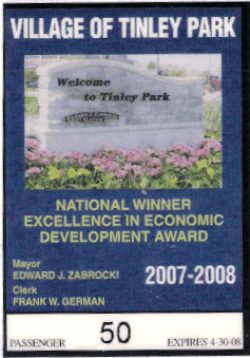 VILLAGE OF TINLEY PARK
Welcome
to Tinley Park
NATIONAL WINNER
EXCELLENCE IN ECONOMIC
DEVELOPMENT AWARD
Mayor
EDWARD J. ZABROCKI
2007-2008
Clerk
FRANK W. GERMAN
PASSENGER
50
EXPIRES 4-30-08